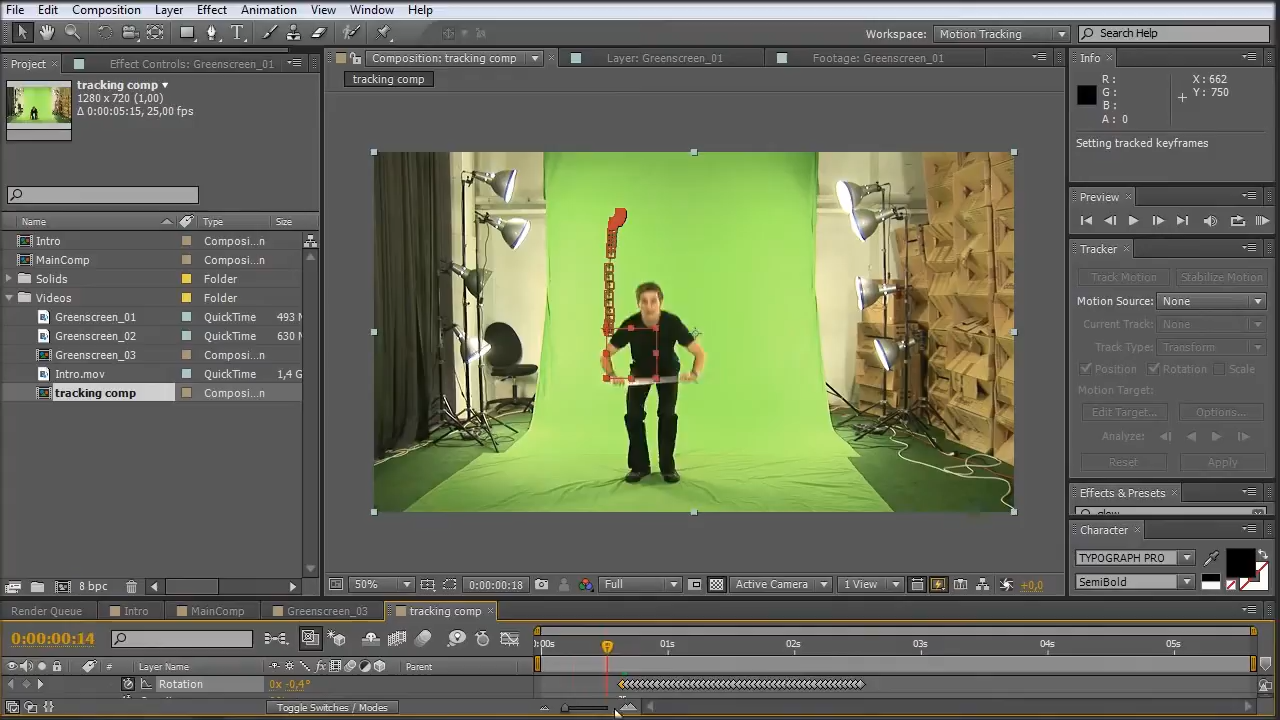 File Edit Composition Layer Effect Animation View Window Help
Workspace: Motion Tracking Search Help
Project Effect Controls: Greenscreen_01 Composition: tracking comp Layer: Greenscreen_01 Footage: Greenscreen_01 Info
tracking comp
1280 x 720 (1,00)
Δ 0:00:05:15, 25,00 fps
tracking comp
R :
G :
B :
A : 0
X : 662
Y : 750
Setting tracked keyframes
Preview
Name Type Size
Intro Composi...n
MainComp Composi...n
Solids Folder
Videos Folder
Greenscreen_01 QuickTime 493 M
Greenscreen_02 QuickTime 630 M
Greenscreen_03 Composi...n
Intro.mov QuickTime 1,4 G
tracking comp Composi...n
Tracker
Track Motion Stabilize Motion
Motion Source: None
Current Track: None
Track Type: Transform
Position Rotation Scale
Motion Target:
Edit Target... Options...
Analyze:
Reset Apply
Effects & Presets
Character
TYPOGRAPH PRO
SemiBold
8 bpc
50% 0:00:00:18 Full Active Camera 1 View +0,0
Render Queue Intro MainComp Greenscreen_03 tracking comp
0:00:00:14
:00s 01s 02s 03s 04s 05s
# Layer Name Parent
Rotation 0x -0,4°
Toggle Switches / Modes